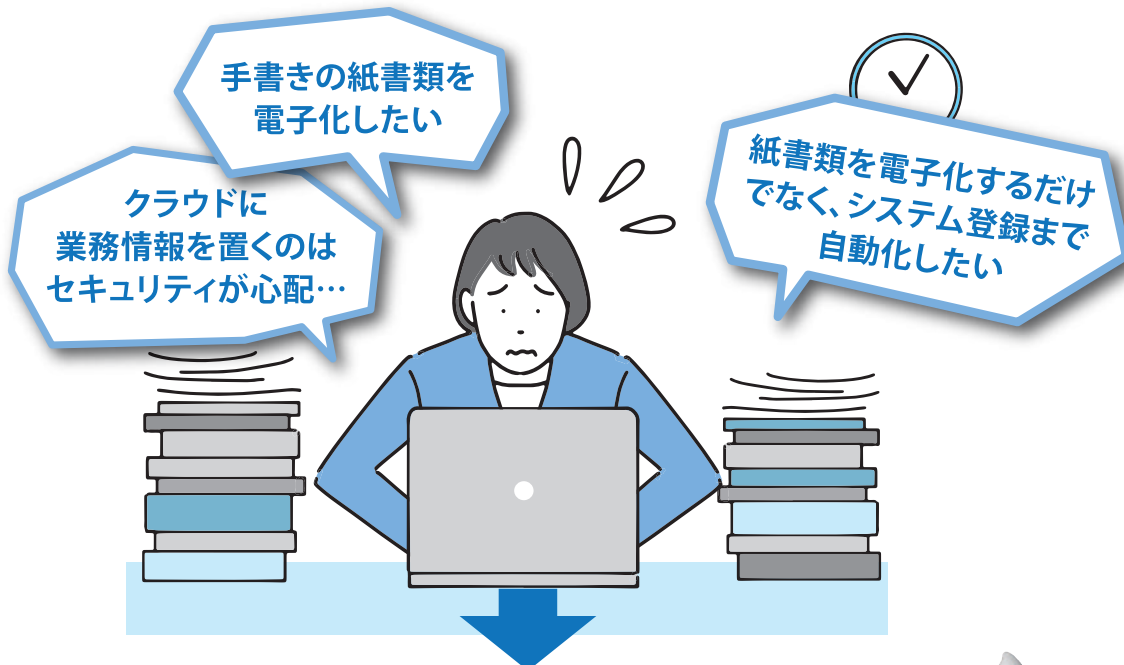 手書きの紙書類を
電子化したい
クラウドに
業務情報を置くのは
セキュリティが心配…
紙書類を電子化するだけ
でなく、システム登録まで
自動化したい